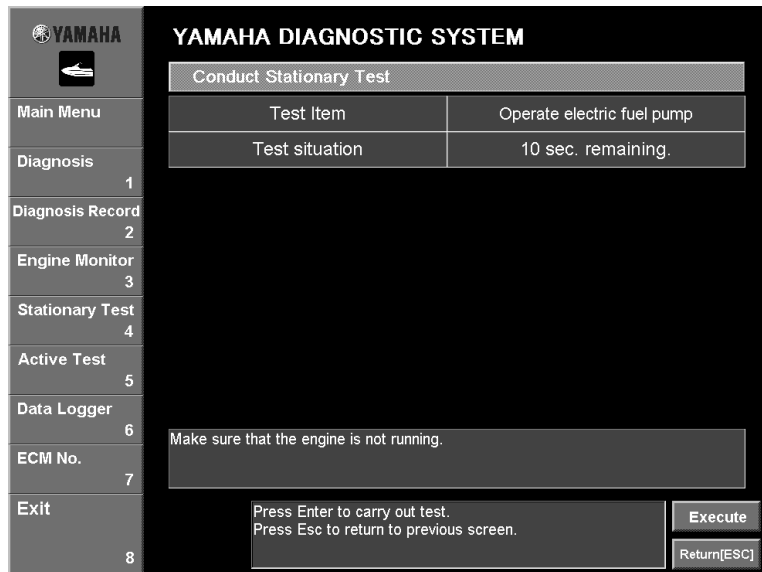 YAMAHA
YAMAHA DIAGNOSTIC SYSTEM
Conduct Stationary Test
Test Item
Operate electric fuel pump
Test situation
10 sec. remaining.
Main Menu
Diagnosis
1
Diagnosis Record
2
Engine Monitor
3
Stationary Test
4
Active Test
5
Data Logger
6
ECM No.
7
Exit
8
Make sure that the engine is not running.
Press Enter to carry out test.
Press Esc to return to previous screen.
Execute
Return[ESC]